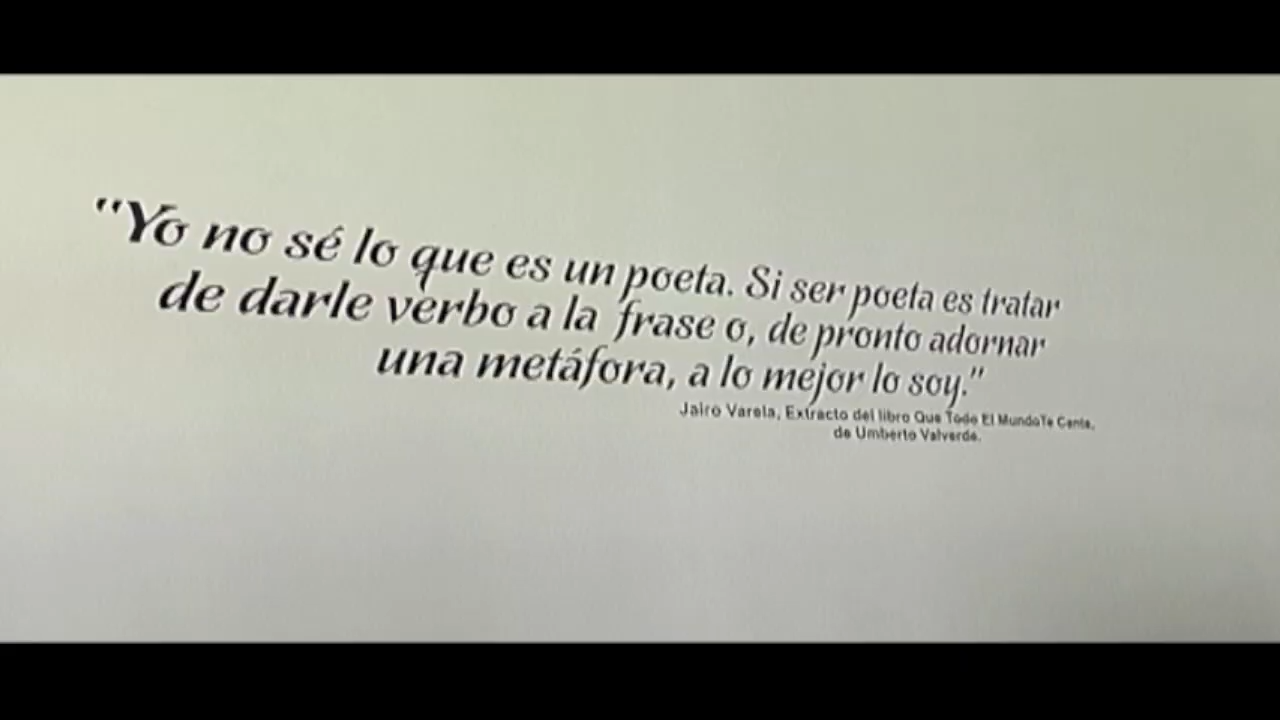 "Yo no sé lo que es un poeta. Si ser poeta es tratar
de darle verbo a la frase o, de pronto adornar
una metáfora, a lo mejor lo soy."
Jairo Varela, Extracto del libro Que Todo El MundoTe Cante,
de Umberto Valverde.